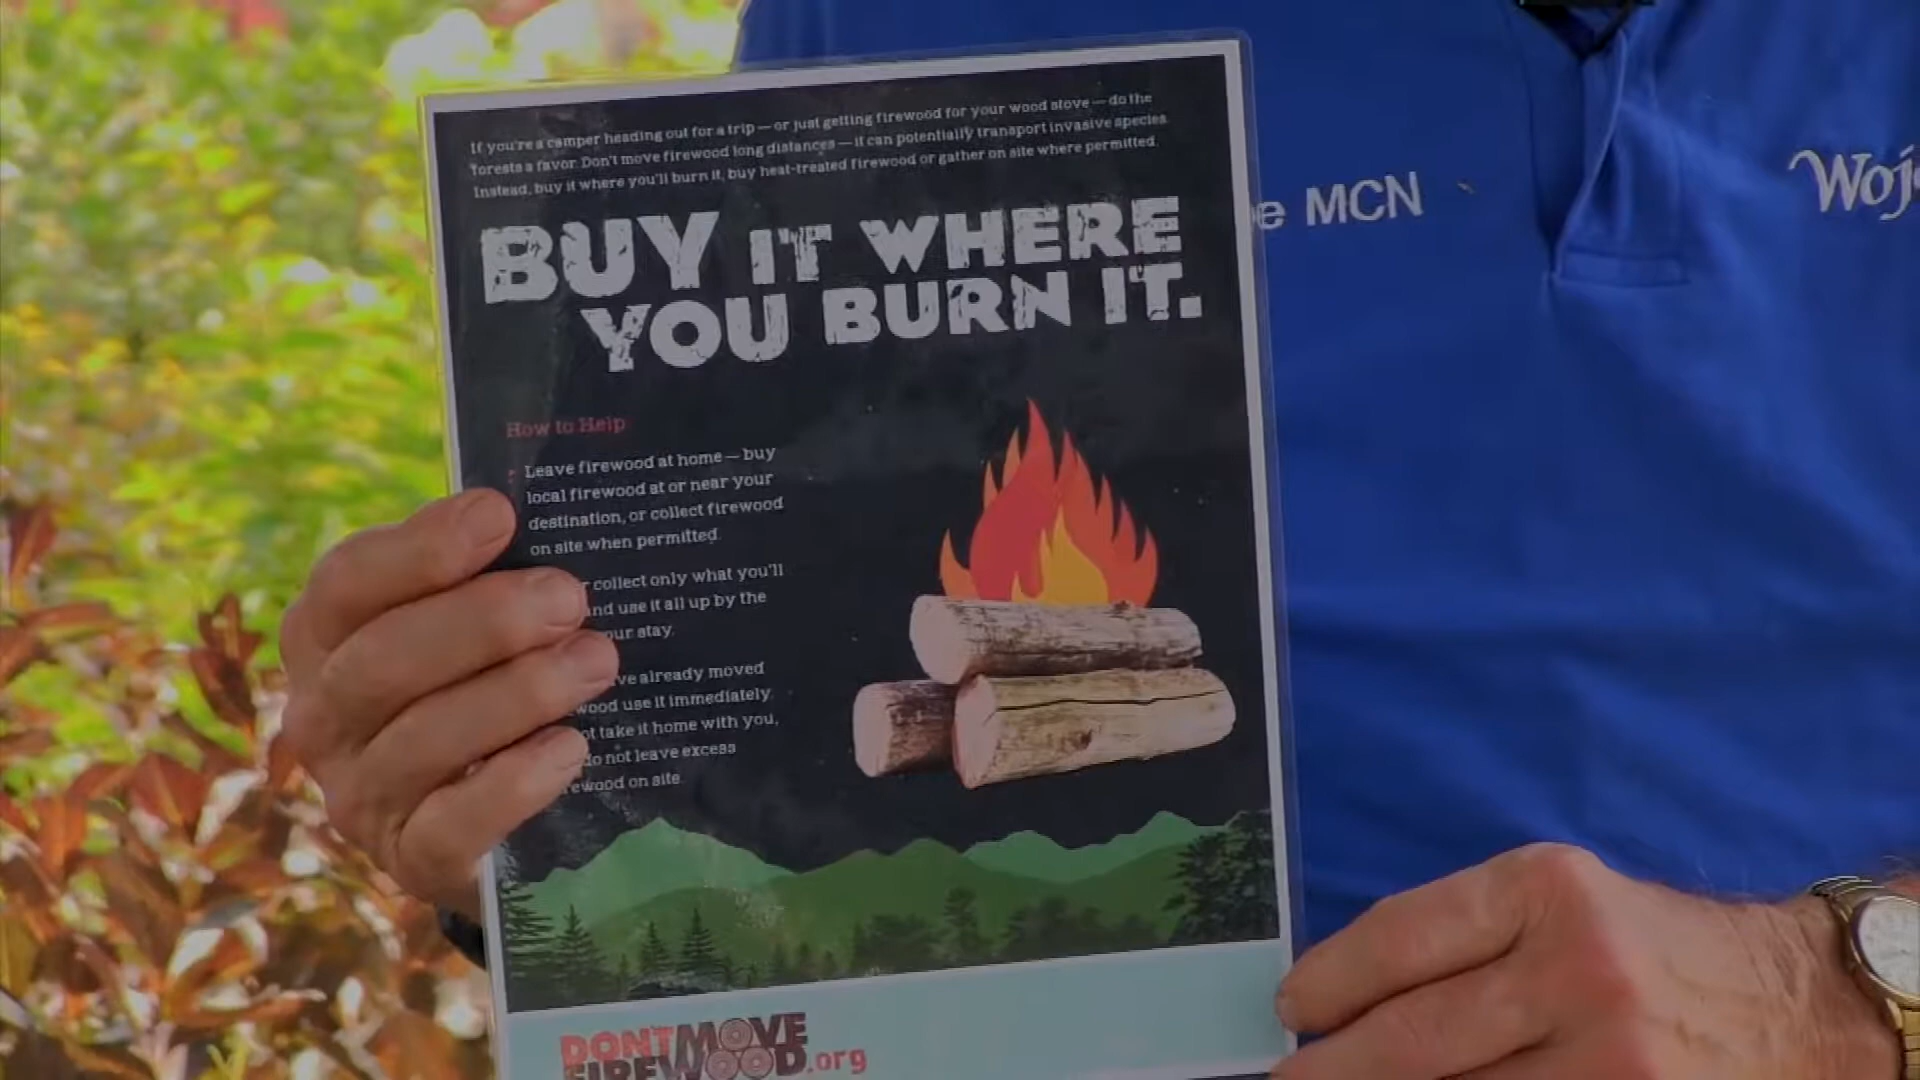 If you're a camper heading out for a trip — or just getting firewood for your wood stove — do the
forests a favor. Don't move firewood long distances — it can potentially transport invasive species.
Instead, buy it where you'll burn it, buy heat-treated firewood or gather on site where permitted.
BUY IT WHERE
YOU BURN IT.
How to Help
Leave firewood at home — buy
local firewood at or near your
destination, or collect firewood
on site when permitted.
collect only what you'll
and use it all up by the
your stay.
already moved
wood use it immediately.
take it home with you,
do not leave excess
on site.
DONT MOVE
FIREWOOD.org
e MCN
Woj